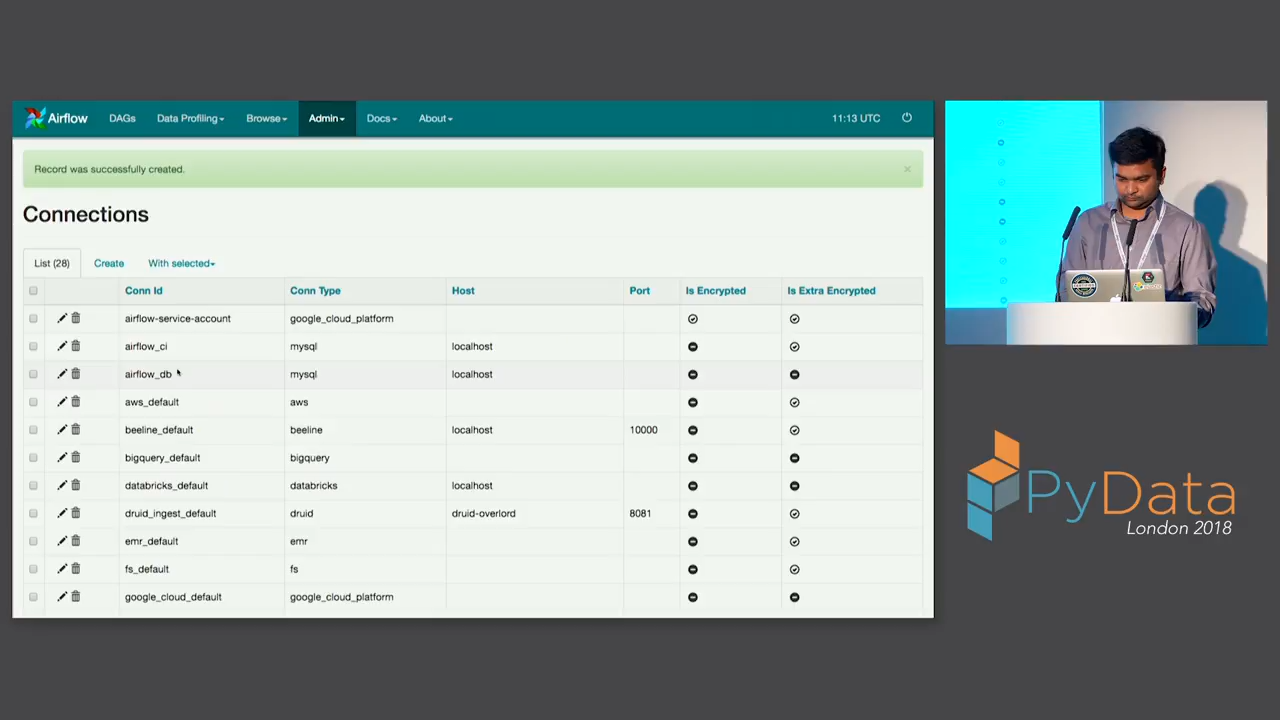 Airflow DAGs Data Profiling Browse Admin Docs About 11:13 UTC
Record was successfully created. ×
Connections
List (28) Create With selected
Conn Id Conn Type Host Port Is Encrypted Is Extra Encrypted
airflow-service-account google_cloud_platform
airflow_ci mysql localhost
airflow_db mysql localhost
aws_default aws
beeline_default beeline localhost 10000
bigquery_default bigquery
databricks_default databricks localhost
druid_ingest_default druid druid-overlord 8081
emr_default emr
fs_default fs
google_cloud_default google_cloud_platform
PyData
London 2018